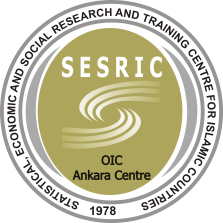 STATISTICAL, ECONOMIC AND SOCIAL RESEARCH AND TRAINING CENTRE FOR ISLAMIC COUNTRIES
SESRIC
OIC
Ankara Centre
1978